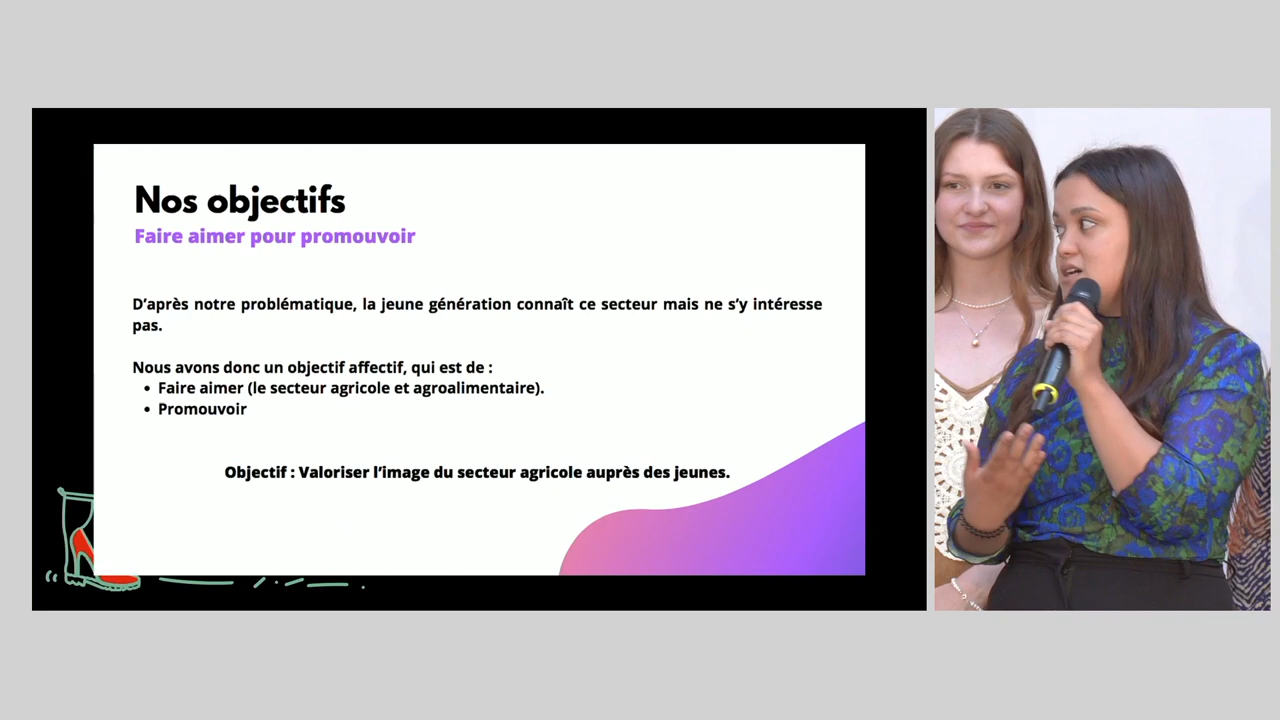 Nos objectifs
Faire aimer pour promouvoir
D'après notre problématique, la jeune génération connaît ce secteur mais ne s'y intéresse
pas.
Nous avons donc un objectif affectif, qui est de :
• Faire aimer (le secteur agricole et agroalimentaire).
• Promouvoir
Objectif : Valoriser l'image du secteur agricole auprès des jeunes.